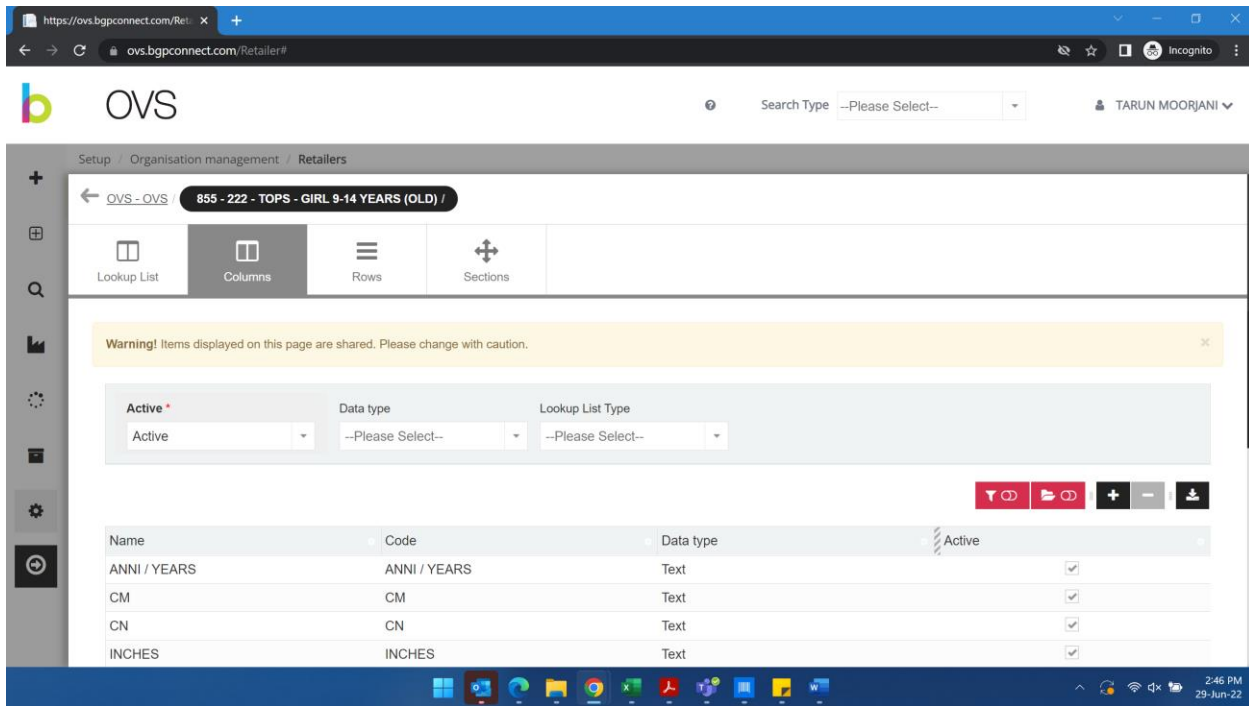 https://ovs.bgpconnect.com/Ret
ovs.bgpconnect.com/Retailer#
Incognito
b OVS
Search Type --Please Select--
TARUN MOORJANI
Setup / Organisation management / Retailers
OVS - OVS / 855 - 222 - TOPS - GIRL 9-14 YEARS (OLD) /
Lookup List Columns Rows Sections
Warning! Items displayed on this page are shared. Please change with caution.
Active * Data type Lookup List Type
Active --Please Select-- --Please Select--
Name Code Data type Active
ANNI / YEARS ANNI / YEARS Text
CM CM Text
CN CN Text
INCHES INCHES Text
2:46 PM
29-Jun-22